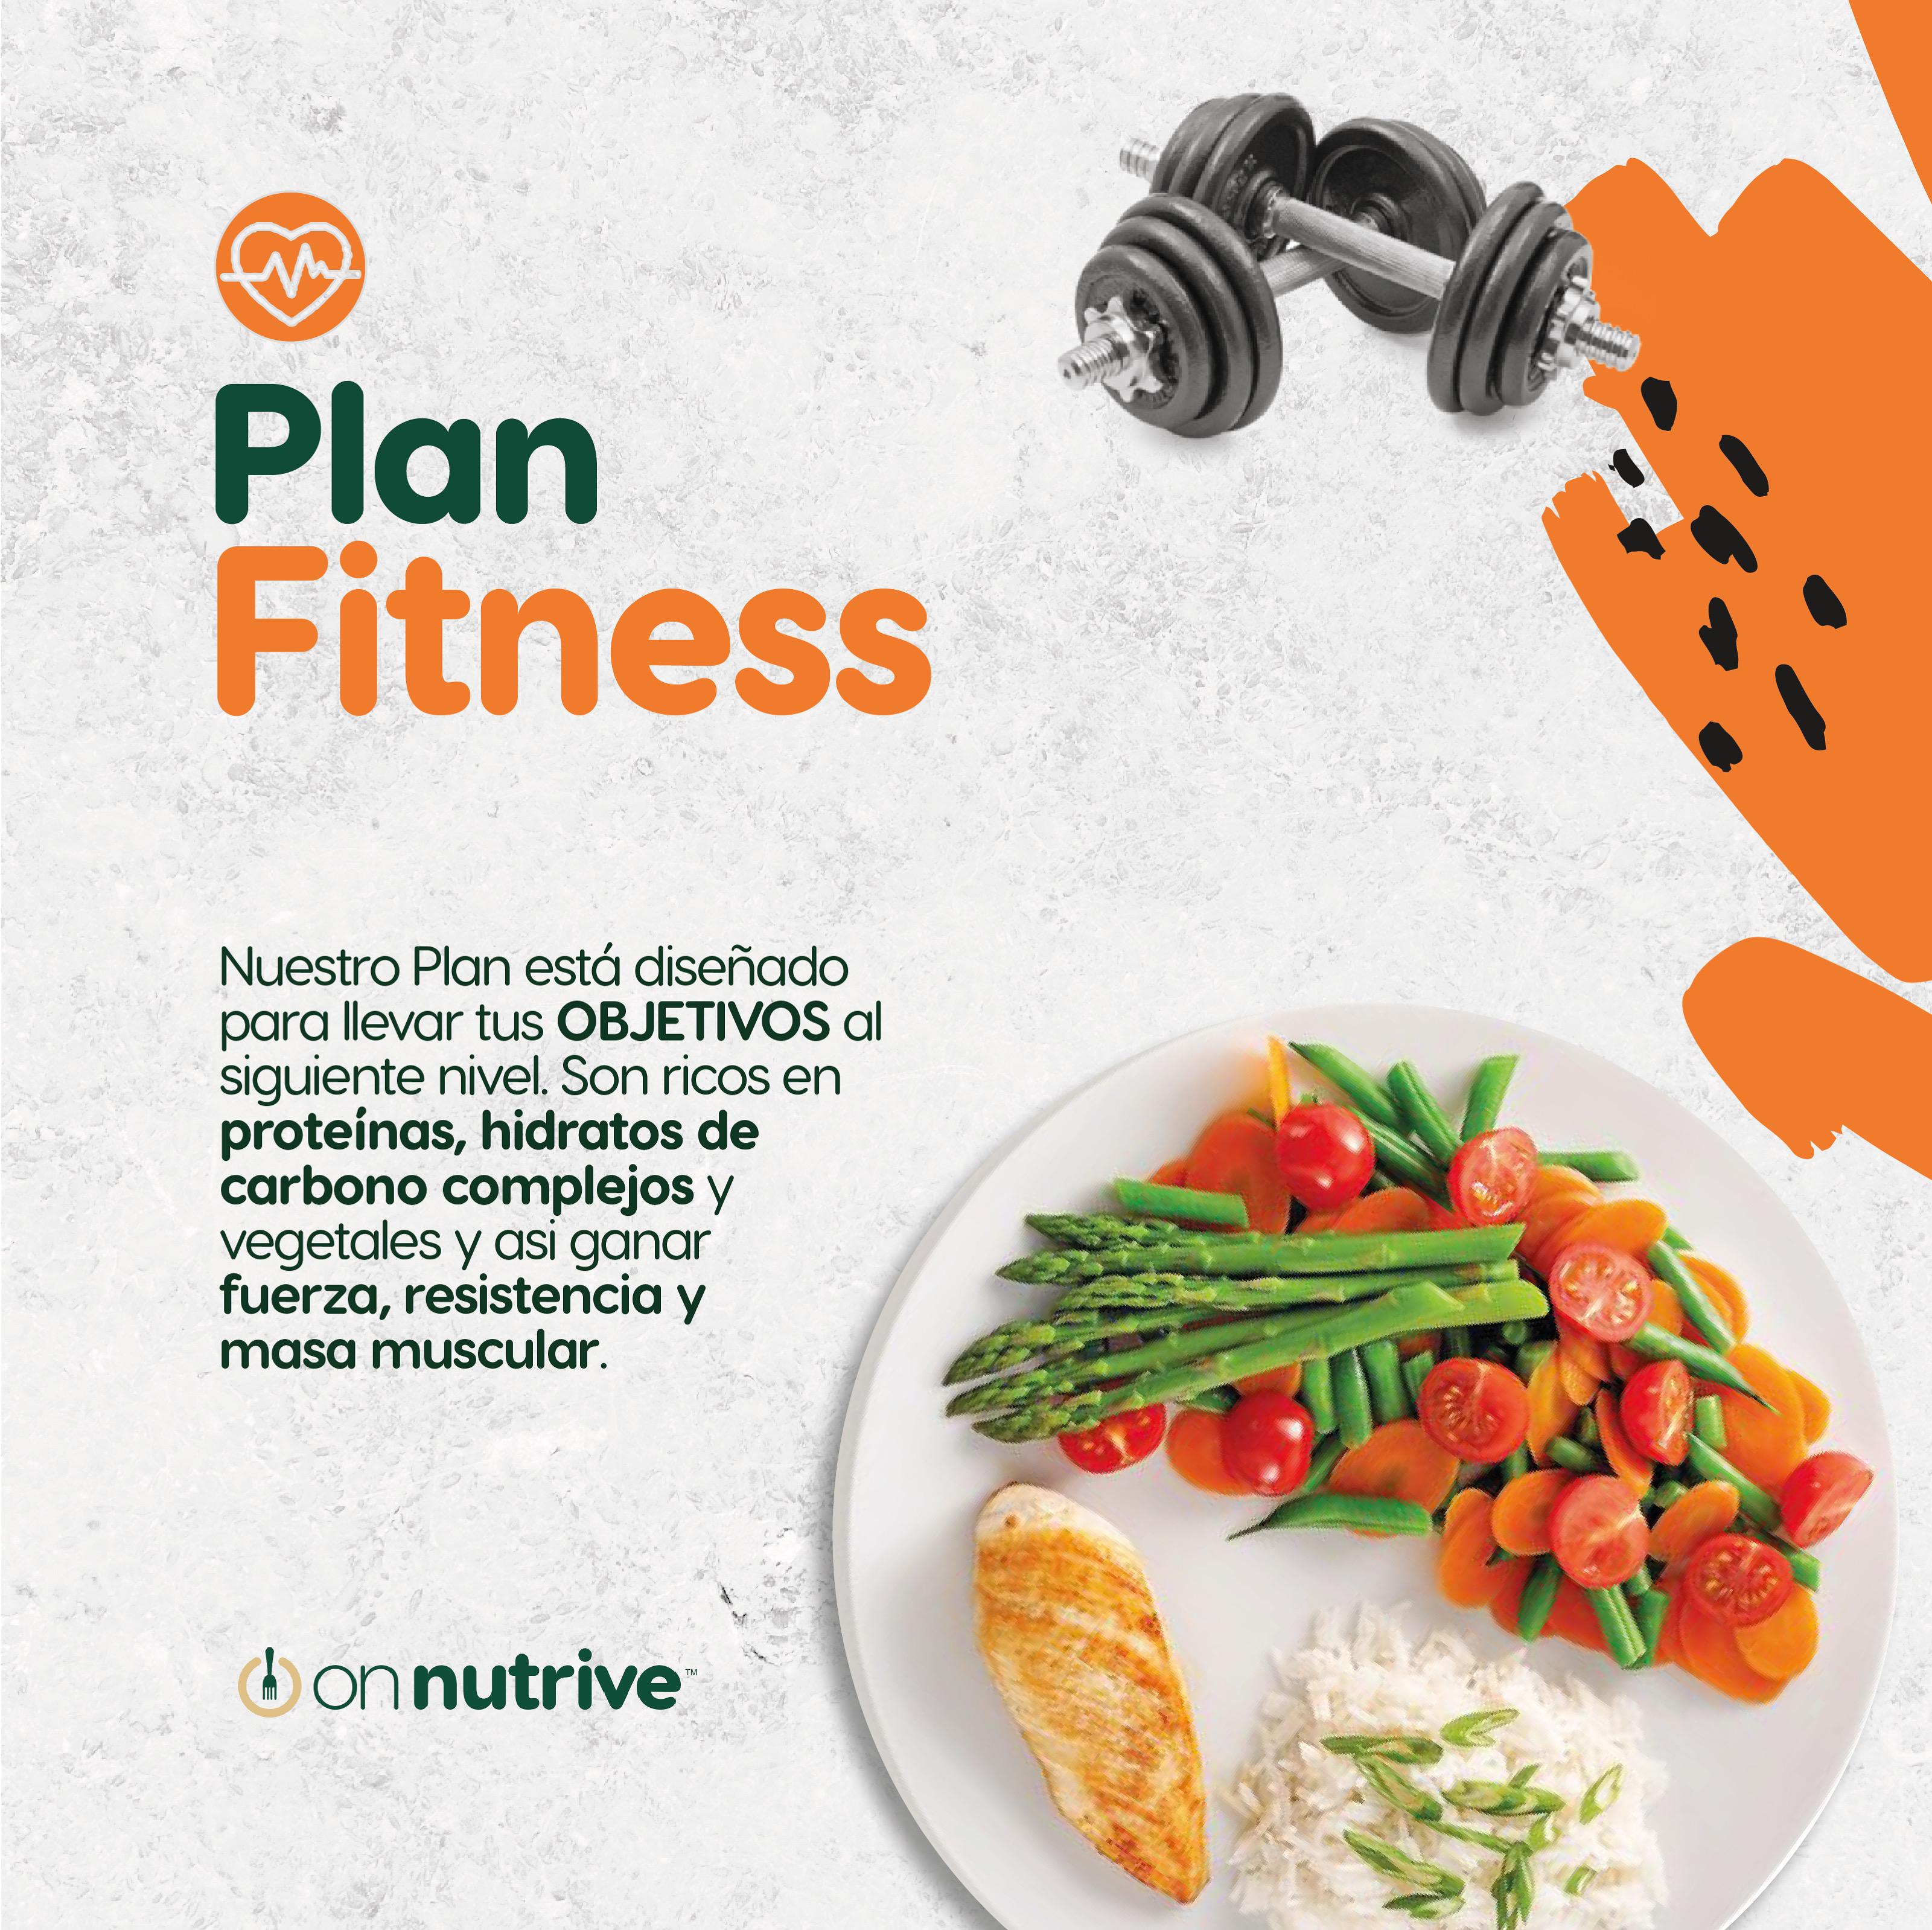 Plan
Fitness
Nuestro Plan está diseñado
para llevar tus OBJETIVOS al
siguiente nivel. Son ricos en
proteínas, hidratos de
carbono complejos y
vegetales y asi ganar
fuerza, resistencia y
masa muscular.
on nutrive™